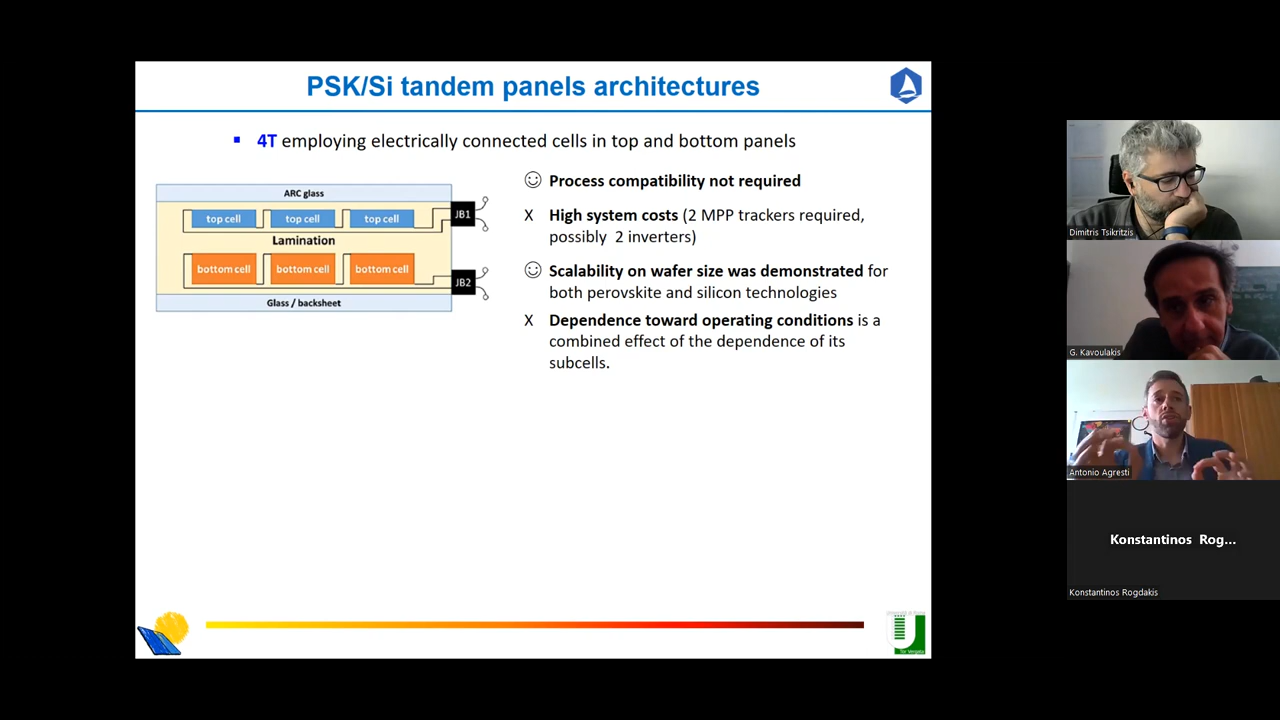 PSK/Si tandem panels architectures
▪ 4T employing electrically connected cells in top and bottom panels
ARC glass
top cell top cell top cell
JB1
Lamination
bottom cell bottom cell bottom cell
JB2
Glass / backsheet
☺ Process compatibility not required
X High system costs (2 MPP trackers required,
possibly 2 inverters)
☺ Scalability on wafer size was demonstrated for
both perovskite and silicon technologies
X Dependence toward operating conditions is a
combined effect of the dependence of its
subcells.
Tor Vergata
Dimitris Tsikritzis
G. Kavoulakis
Antonio Agresti
Konstantinos Rog...
Konstantinos Rogdakis